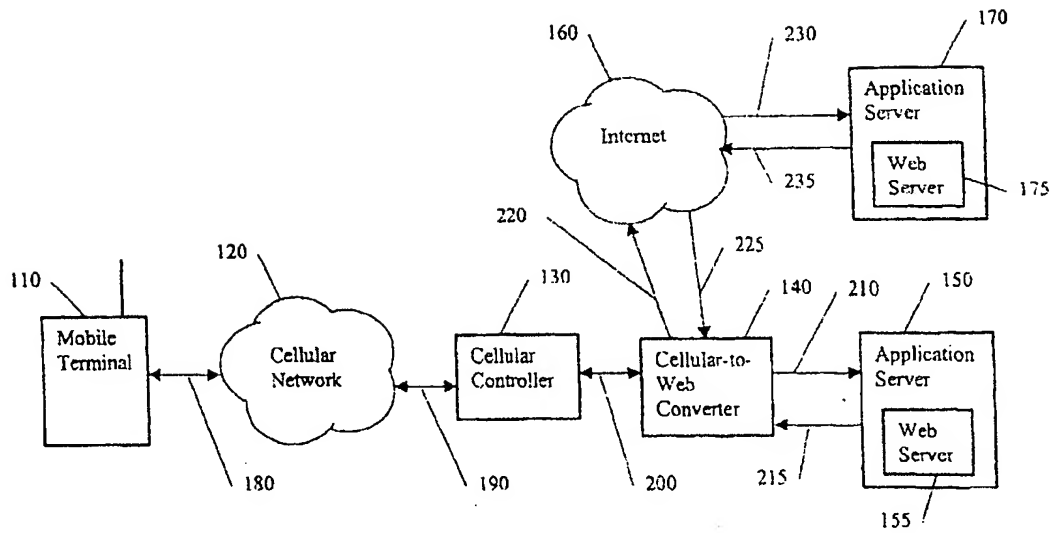 160
230
170
Application
Server
Internet
Web
Server
235
175
220
225
120
110
130
140
210
150
Mobile
Terminal
Cellular
Network
Cellular
Controller
Cellular-to-
Web
Converter
Application
Server
Web
Server
180
190
200
215
155